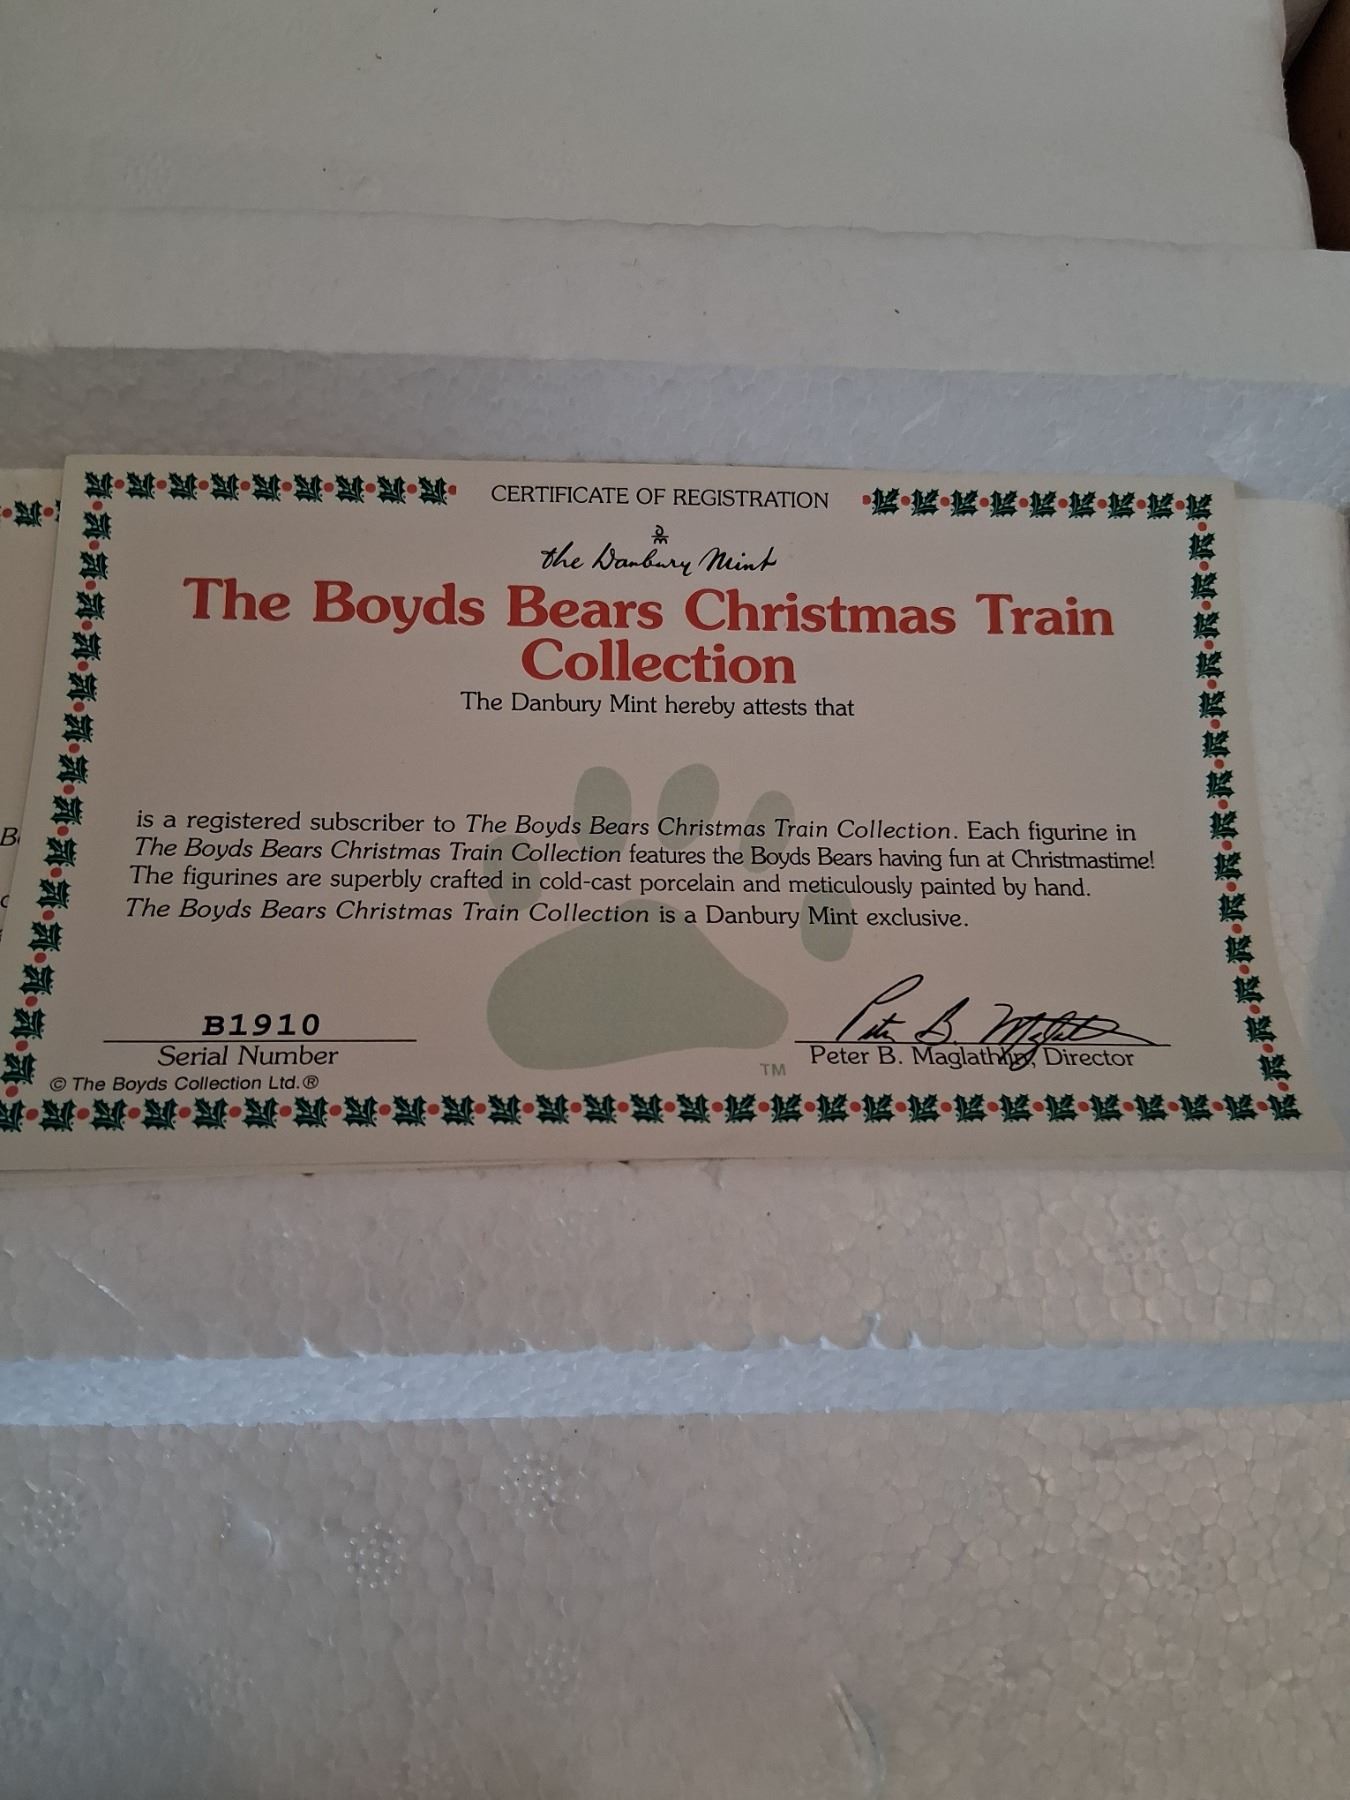 CERTIFICATE OF REGISTRATION
the Danbury Mint
The Boyds Bears Christmas Train
Collection
The Danbury Mint hereby attests that
is a registered subscriber to The Boyds Bears Christmas Train Collection. Each figurine in
The Boyds Bears Christmas Train Collection features the Boyds Bears having fun at Christmastime!
The figurines are superbly crafted in cold-cast porcelain and meticulously painted by hand.
The Boyds Bears Christmas Train Collection is a Danbury Mint exclusive.
B1910
Serial Number
© The Boyds Collection Ltd.®
TM
Peter B. Maglathlin, Director